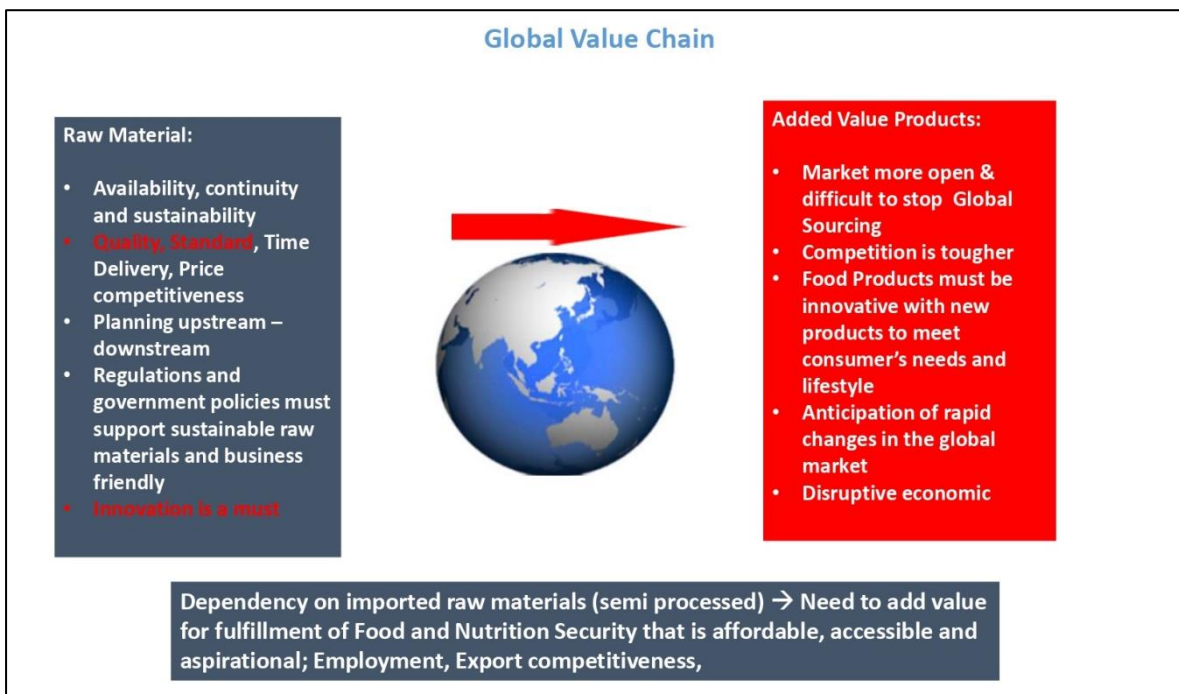 Global Value Chain
Raw Material:
• Availability, continuity
and sustainability
• Quality, Standard, Time
Delivery, Price
competitiveness
• Planning upstream –
downstream
• Regulations and
government policies must
support sustainable raw
materials and business
friendly
• Innovation is a must
Added Value Products:
• Market more open &
difficult to stop Global
Sourcing
• Competition is tougher
• Food Products must be
innovative with new
products to meet
consumer’s needs and
lifestyle
• Anticipation of rapid
changes in the global
market
• Disruptive economic
Dependency on imported raw materials (semi processed) → Need to add value
for fulfillment of Food and Nutrition Security that is affordable, accessible and
aspirational; Employment, Export competitiveness,